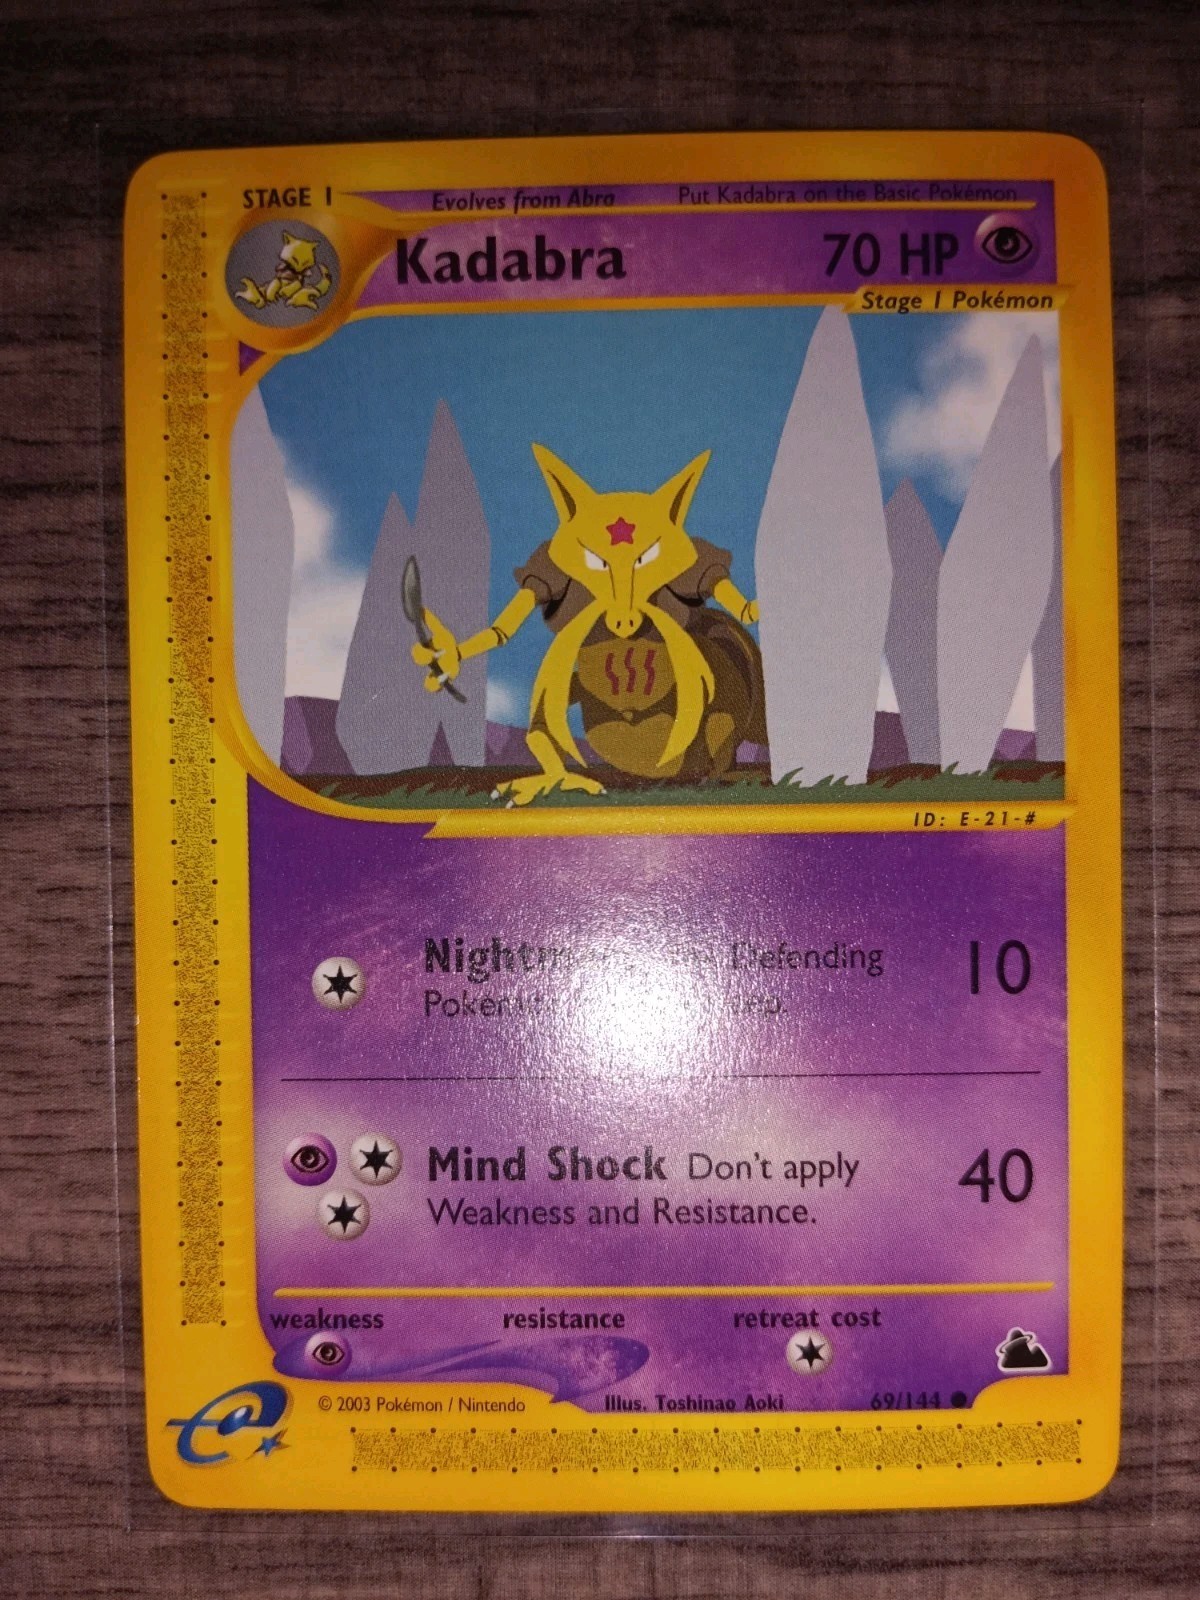 STAGE 1 Evolves from Abra Put Kadabra on the Basic Pokémon
Kadabra 70 HP
Stage 1 Pokémon
ID: E-21-#
Defending 10
Mind Shock Don't apply 40
Weakness and Resistance.
weakness resistance retreat cost
© 2003 Pokémon / Nintendo Illus. Toshinao Aoki 69/144
e